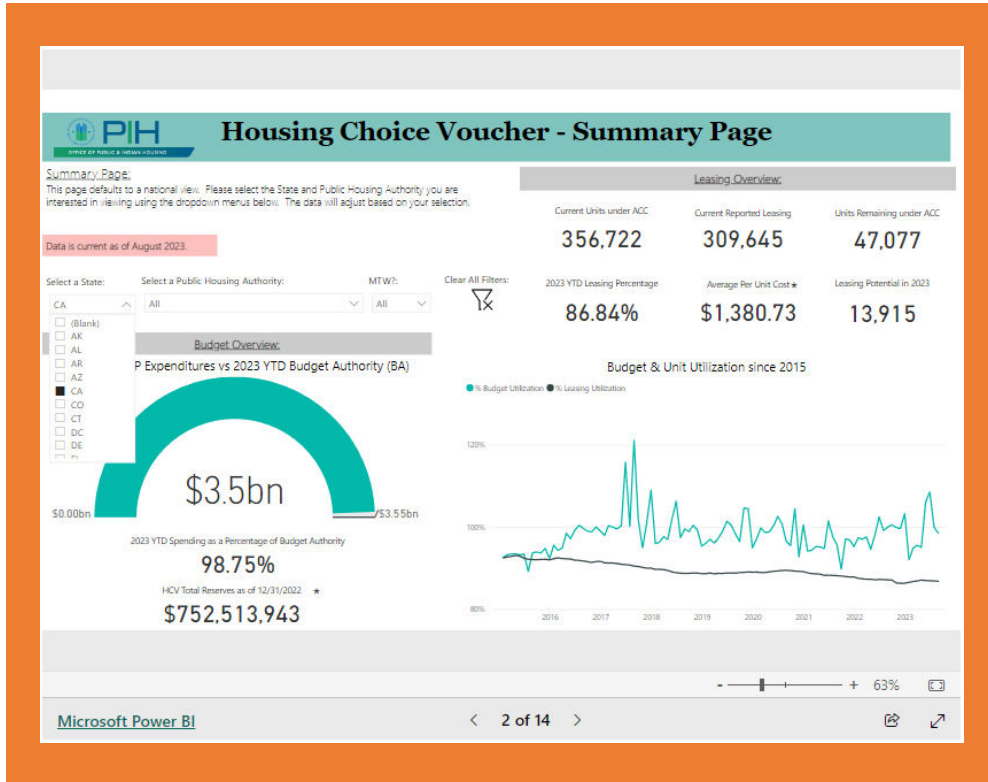 PIH
OFFICE OF PUBLIC & INDIAN HOUSING
Housing Choice Voucher - Summary Page
Summary Page:
This page defaults to a national view. Please select the State and Public Housing Authority you are
interested in viewing using the dropdown menus below. The data will adjust based on your selection.
Data is current as of August 2023.
Select a State:
Select a Public Housing Authority:
MTW?:
Clear All Filters:
CA
All
All
(Blank)
AK
AL
AR
AZ
CA
CO
CT
DC
DE
Leasing Overview:
Current Units under ACC
Current Reported Leasing
Units Remaining under ACC
356,722
309,645
47,077
2023 YTD Leasing Percentage
Average Per Unit Cost ★
Leasing Potential in 2023
86.84%
$1,380.73
13,915
Budget Overview:
P Expenditures vs 2023 YTD Budget Authority (BA)
$3.5bn
$0.00bn
$3.55bn
2023 YTD Spending as a Percentage of Budget Authority
98.75%
HCV Total Reserves as of 12/31/2022 ★
$752,513,943
Budget & Unit Utilization since 2015
% Budget Utilization
% Leasing Utilization
120%
100%
80%
2016 2017 2018 2019 2020 2021 2022 2023
- + 63%
Microsoft Power BI
< 2 of 14 >